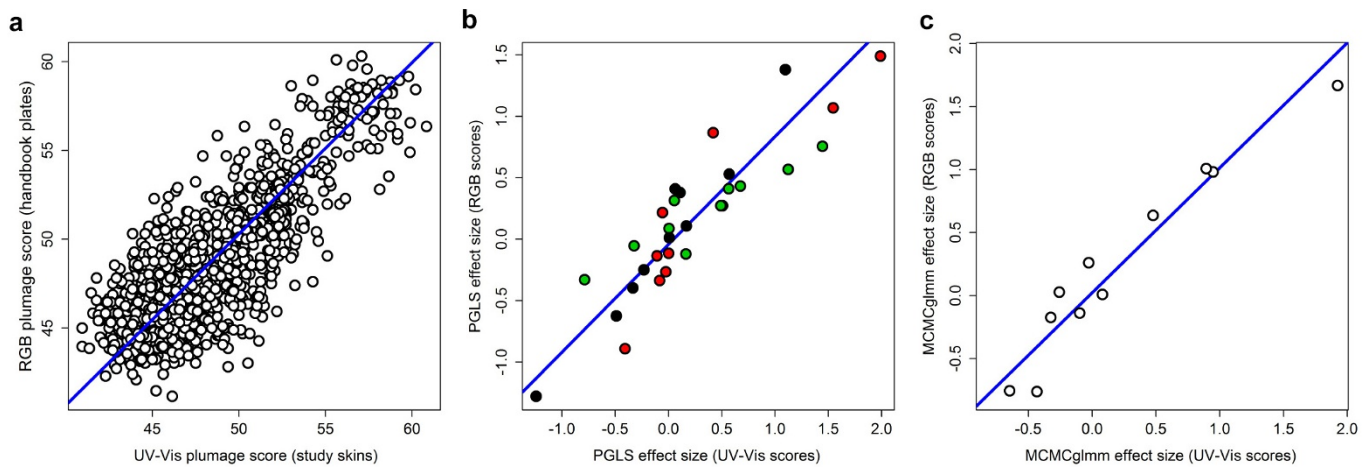 a
RGB plumage score (handbook plates)
60
55
50
45
45 50 55 60
UV-Vis plumage score (study skins)
b
PGLS effect size (RGB scores)
1.5
1.0
0.5
0.0
-0.5
-1.0
-1.0 -0.5 0.0 0.5 1.0 1.5 2.0
PGLS effect size (UV-Vis scores)
c
MCMCglmm effect size (RGB scores)
2.0
1.5
1.0
0.5
0.0
-0.5
-0.5 0.0 0.5 1.0 1.5 2.0
MCMCglmm effect size (UV-Vis scores)